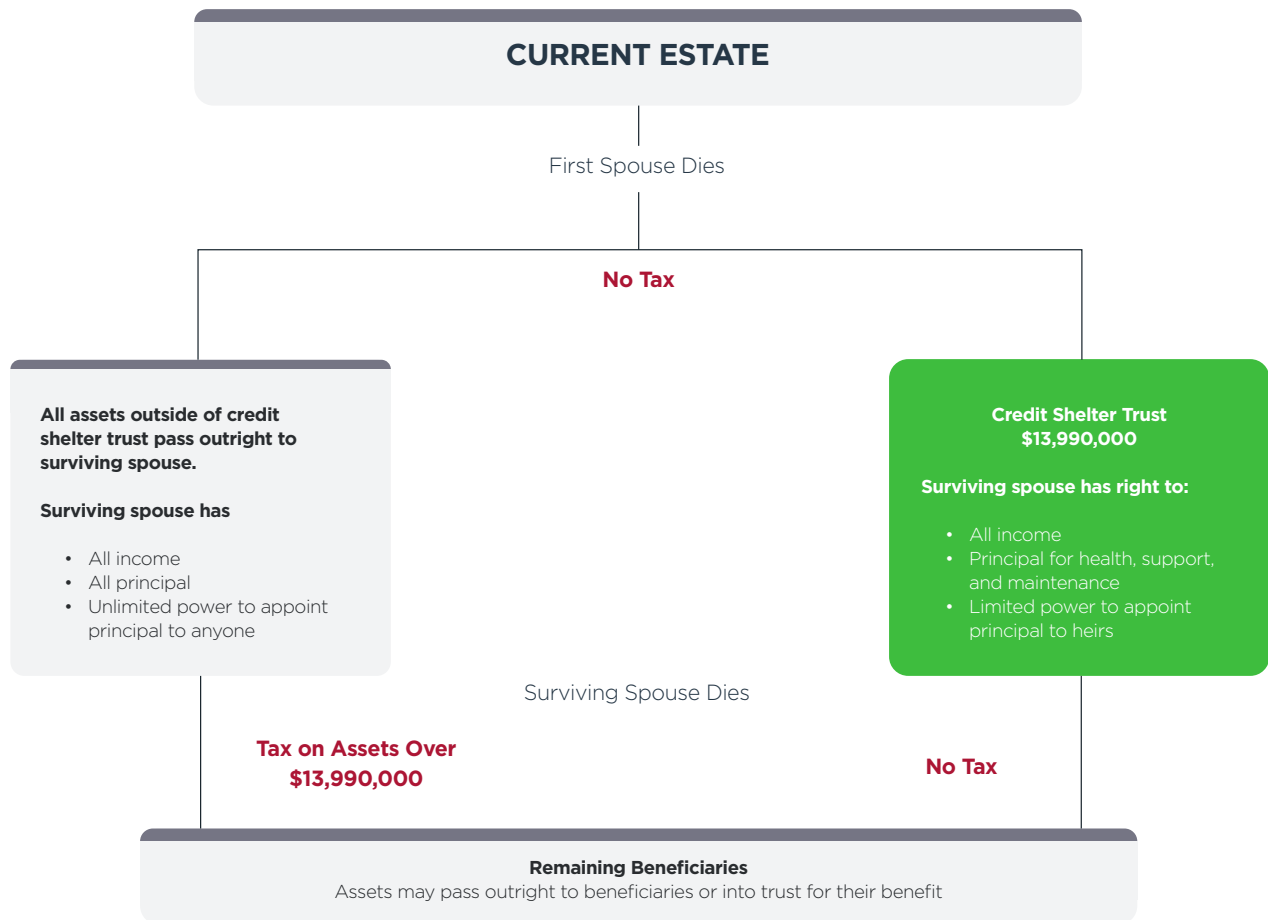 CURRENT ESTATE
First Spouse Dies
No Tax
All assets outside of credit
shelter trust pass outright to
surviving spouse.
Surviving spouse has
• All income
• All principal
• Unlimited power to appoint
principal to anyone
Credit Shelter Trust
$13,990,000
Surviving spouse has right to:
• All income
• Principal for health, support,
and maintenance
• Limited power to appoint
principal to heirs
Surviving Spouse Dies
Tax on Assets Over
$13,990,000
No Tax
Remaining Beneficiaries
Assets may pass outright to beneficiaries or into trust for their benefit